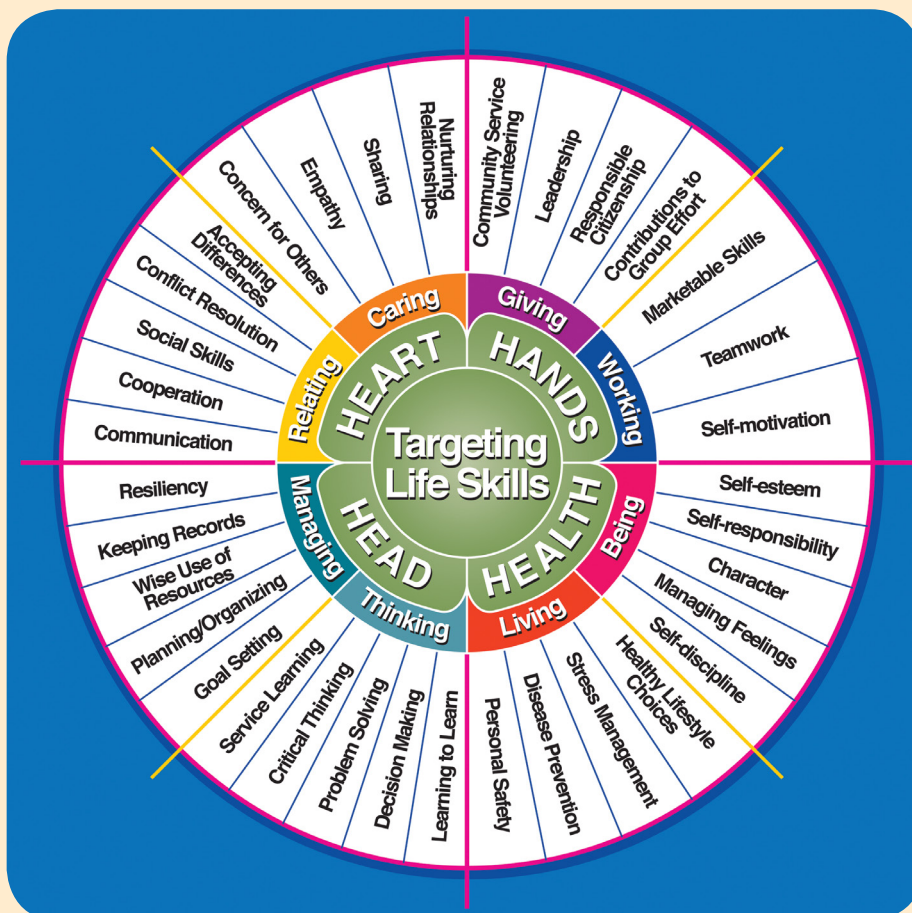 Targeting
Life Skills
HEART
HANDS
HEALTH
HEAD
Caring
Giving
Working
Being
Living
Thinking
Managing
Relating
Community Service
Volunteering
Leadership
Responsible
Citizenship
Contributions to
Group Effort
Marketable Skills
Teamwork
Self-motivation
Self-esteem
Self-responsibility
Character
Managing Feelings
Self-discipline
Healthy Lifestyle
Choices
Stress Management
Disease Prevention
Personal Safety
Learning to Learn
Decision Making
Problem Solving
Critical Thinking
Service Learning
Goal Setting
Planning/Organizing
Wise Use of
Resources
Keeping Records
Resiliency
Communication
Cooperation
Social Skills
Conflict Resolution
Accepting
Differences
Concern for Others
Empathy
Sharing
Nurturing
Relationships